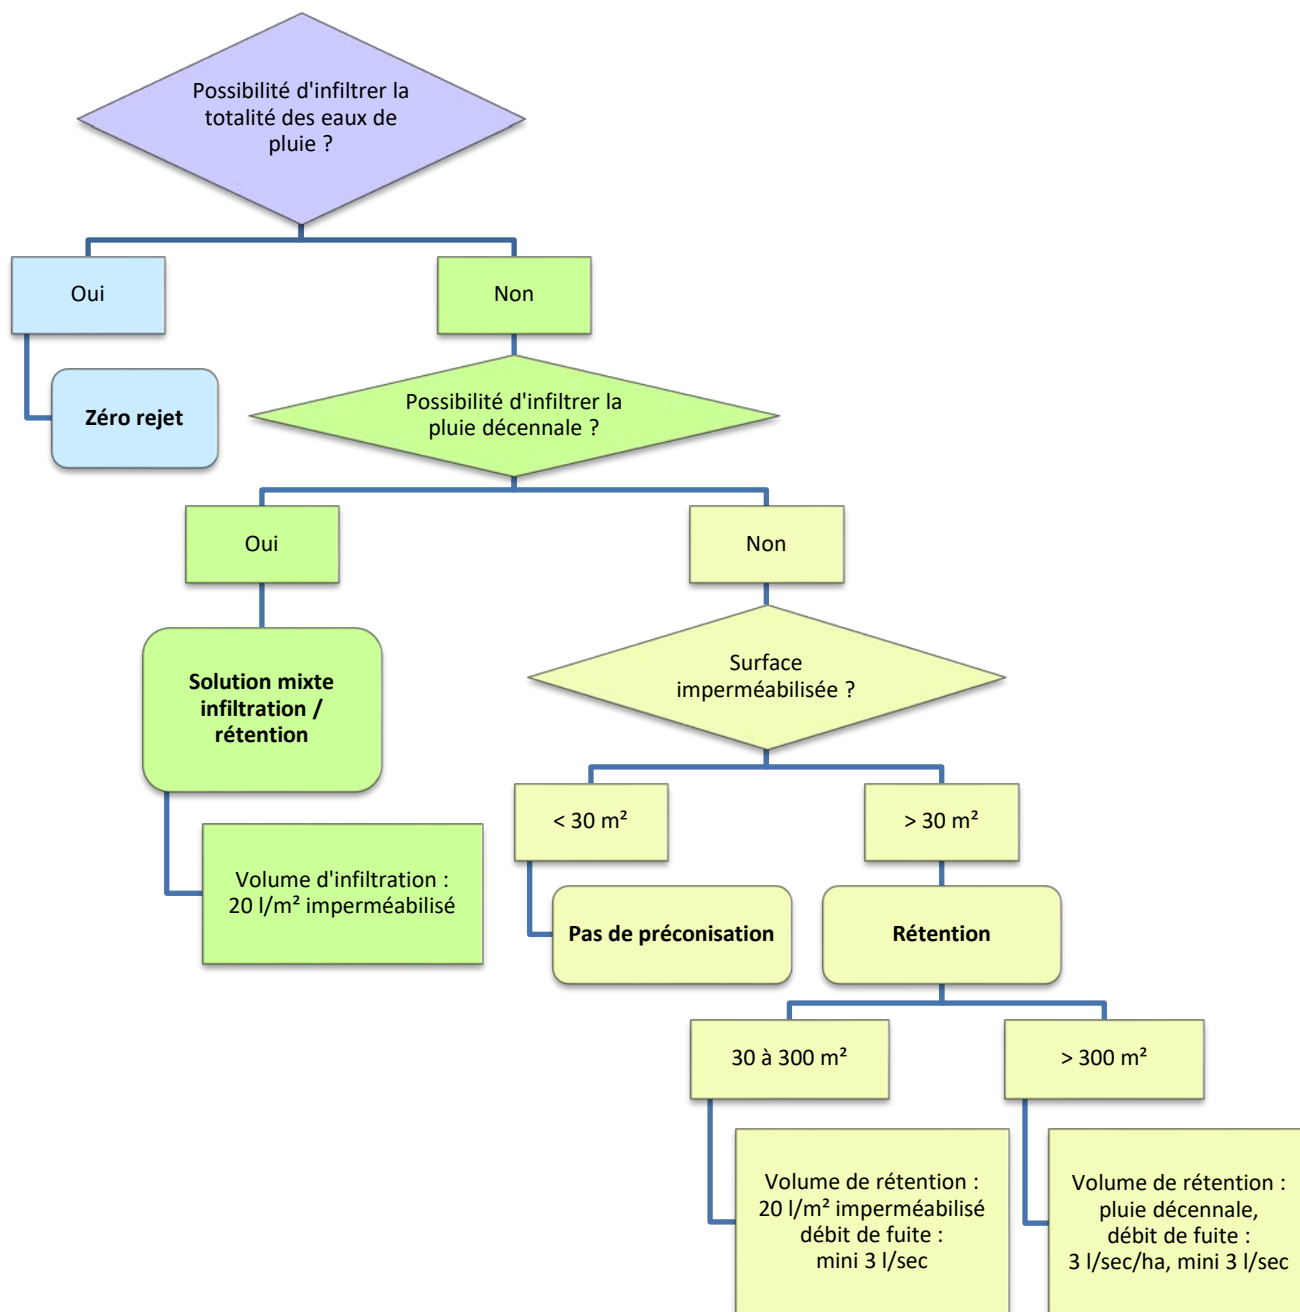 Possibilité d'infiltrer la
totalité des eaux de
pluie ?
Oui
Non
Zéro rejet
Possibilité d'infiltrer la
pluie décennale ?
Oui
Non
Solution mixte
infiltration /
rétention
Surface
imperméabilisée ?
Volume d'infiltration :
20 l/m² imperméabilisé
< 30 m²
> 30 m²
Pas de préconisation
Rétention
30 à 300 m²
> 300 m²
Volume de rétention :
20 l/m² imperméabilisé
débit de fuite :
mini 3 l/sec
Volume de rétention :
pluie décennale,
débit de fuite :
3 l/sec/ha, mini 3 l/sec